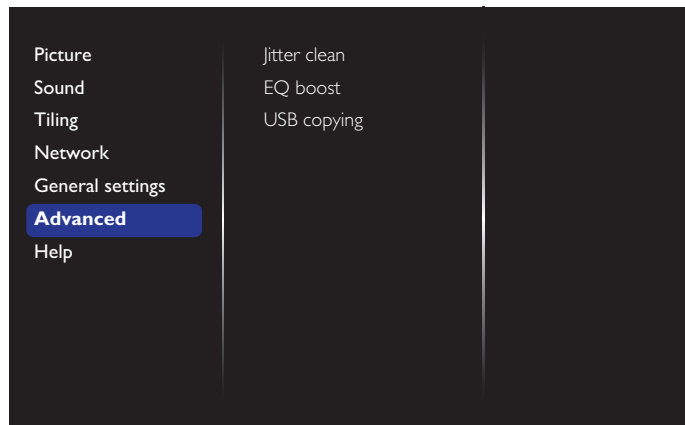 Picture
Sound
Tiling
Network
General settings
Advanced
Help
Jitter clean
EQ boost
USB copying